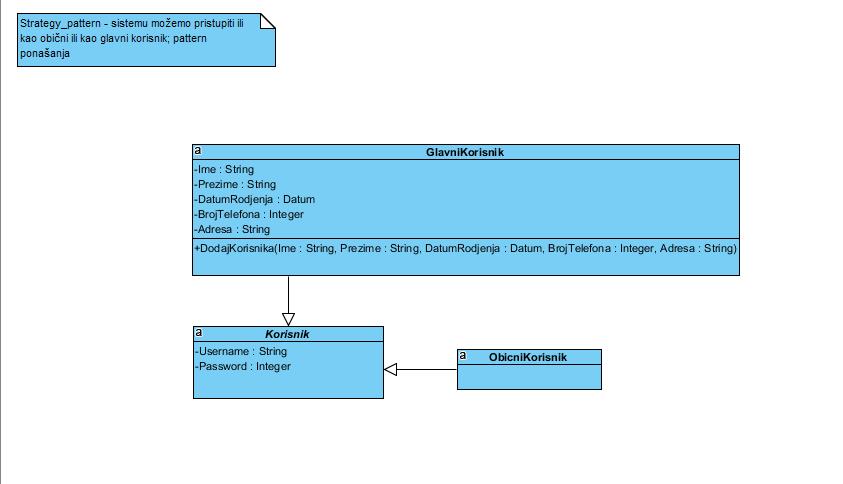 Strategy_pattern - sistemu možemo pristupiti ili
kao obični ili kao glavni korisnik; pattern
ponašanja
a
GlavniKorisnik
-Ime : String
-Prezime : String
-DatumRodjenja : Datum
-BrojTelefona : Integer
-Adresa : String
+DodajKorisnika(Ime : String, Prezime : String, DatumRodjenja : Datum, BrojTelefona : Integer, Adresa : String)
a
Korisnik
-Username : String
-Password : Integer
a
ObicniKorisnik